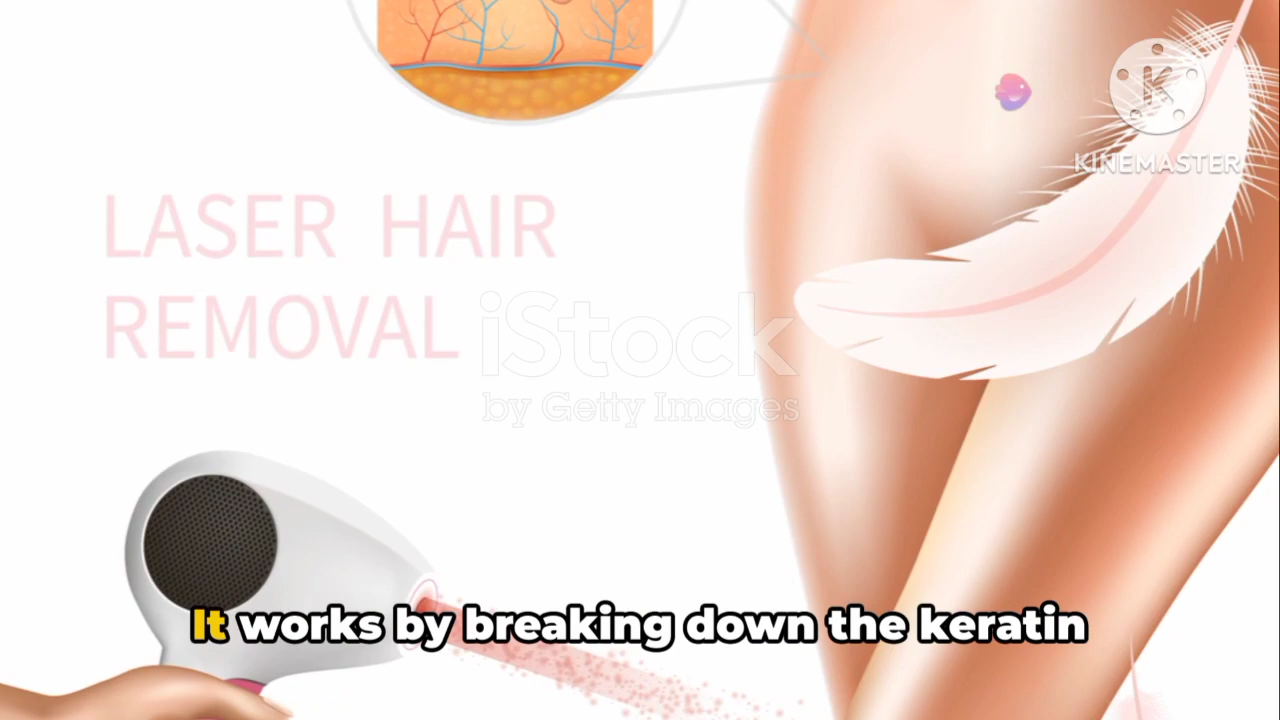 KINEMASTER
LASER HAIR
REMOVAL
iStock
by Getty Images
It works by breaking down the keratin